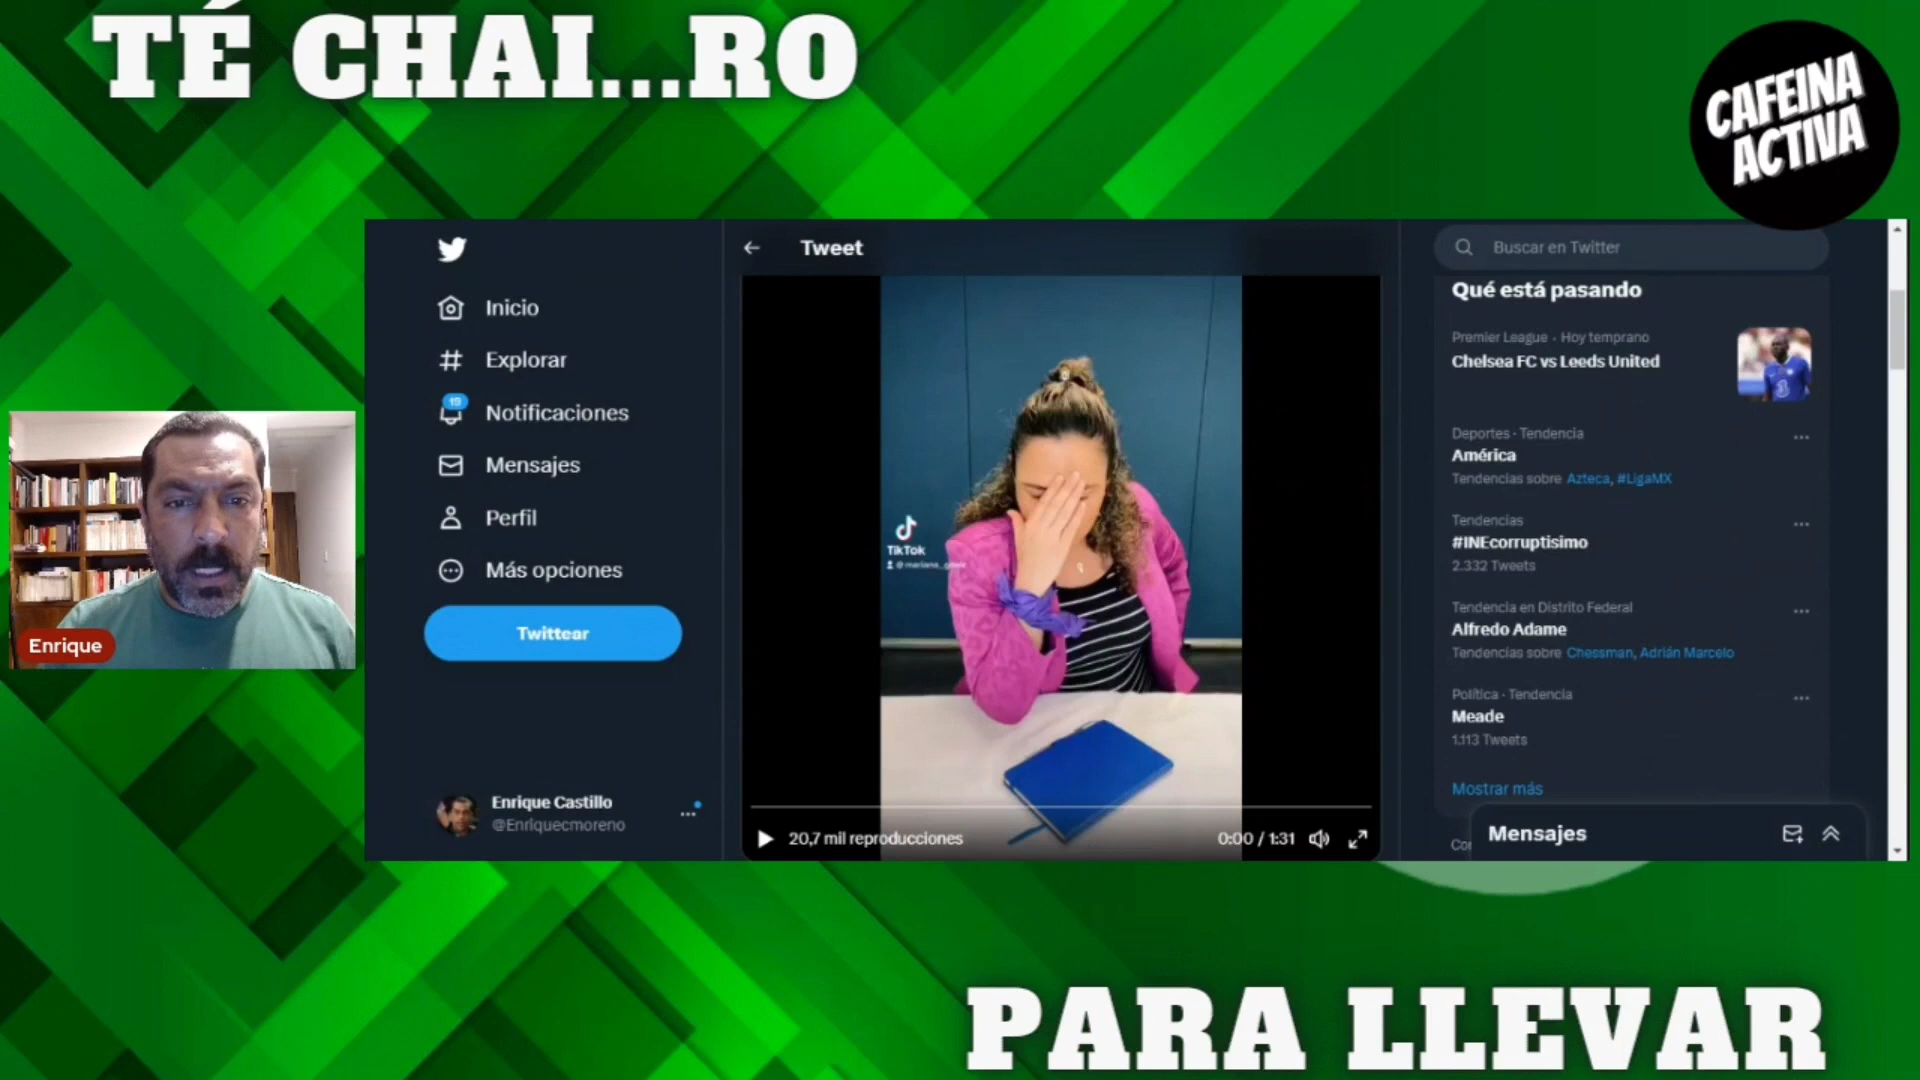 TÉ CHAI...RO
CAFEINA
ACTIVA
Enrique
Inicio
Explorar
19
Notificaciones
Mensajes
Perfil
Más opciones
Twittear
Enrique Castillo
@Enriquecmoreno
Tweet
TikTok
20,7 mil reproducciones
0:00 / 1:31
Buscar en Twitter
Qué está pasando
Premier League · Hoy temprano
Chelsea FC vs Leeds United
3
Deportes · Tendencia
América
Tendencias sobre Azteca, #LigaMX
Tendencias
#INEcorruptisimo
2.332 Tweets
Tendencia en Distrito Federal
Alfredo Adame
Tendencias sobre Chessman, Adrián Marcelo
Política · Tendencia
Meade
1.113 Tweets
Mostrar más
Mensajes
PARA LLEVAR